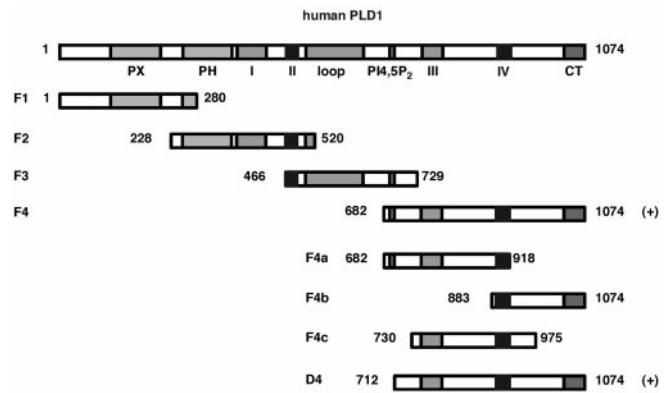 human PLD1
1 1074
PX PH I II loop PI4,5P2 III IV CT
F1 1 280
F2 228 520
F3 466 729
F4 682 1074 (+)
F4a 682 918
F4b 883 1074
F4c 730 975
D4 712 1074 (+)